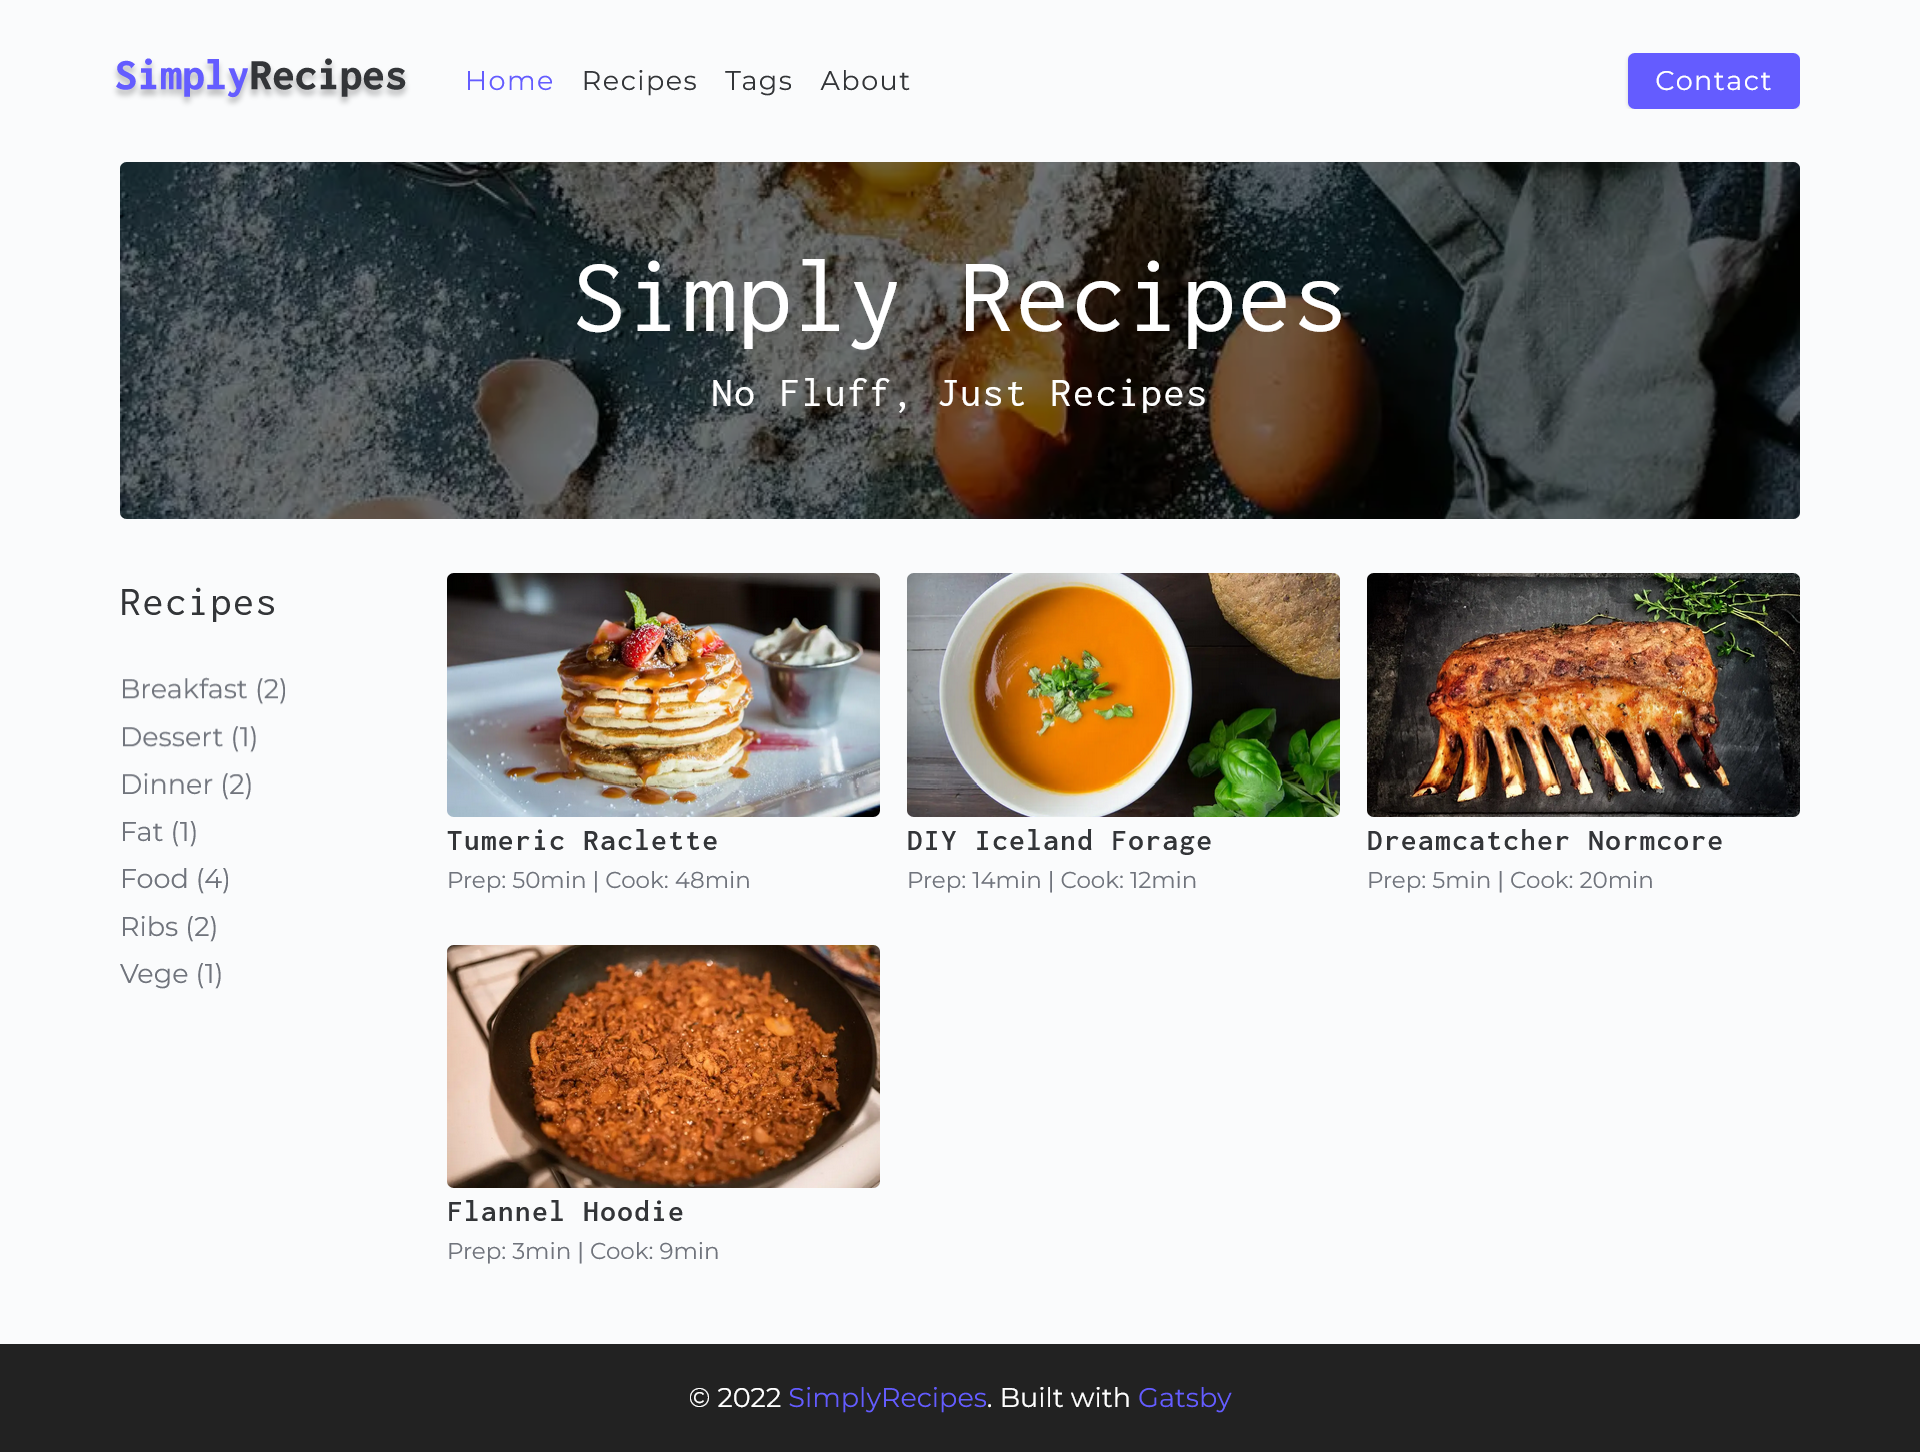 SimplyRecipes
Home Recipes Tags About
Contact
Simply Recipes
No Fluff, Just Recipes
Recipes
Breakfast (2)
Dessert (1)
Dinner (2)
Fat (1)
Food (4)
Ribs (2)
Vege (1)
Tumeric Raclette
Prep: 50min | Cook: 48min
DIY Iceland Forage
Prep: 14min | Cook: 12min
Dreamcatcher Normcore
Prep: 5min | Cook: 20min
Flannel Hoodie
Prep: 3min | Cook: 9min
© 2022 SimplyRecipes. Built with Gatsby